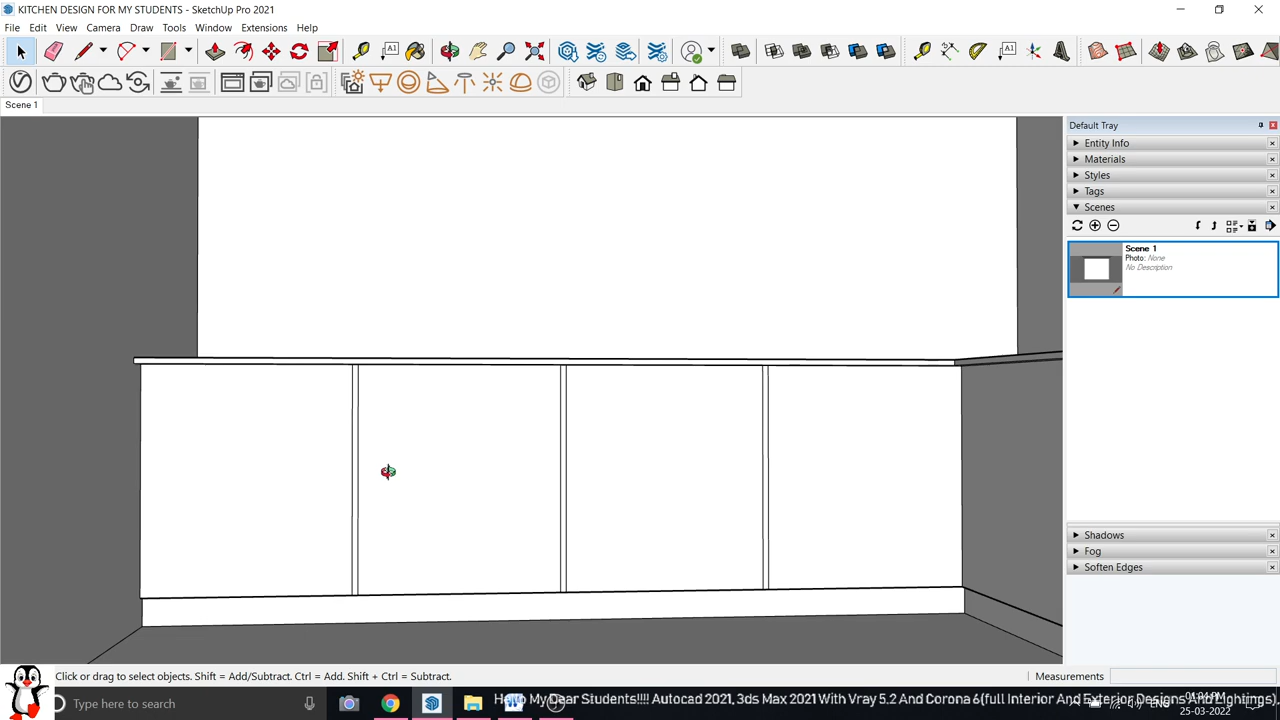 KITCHEN DESIGN FOR MY STUDENTS - SketchUp Pro 2021
File Edit View Camera Draw Tools Window Extensions Help
Scene 1
Default Tray
Entity Info
Materials
Styles
Tags
Scenes
Scene 1
Photo: None
No Description
Shadows
Fog
Soften Edges
Click or drag to select objects. Shift = Add/Subtract. Ctrl = Add. Shift + Ctrl = Subtract.
Measurements
Type here to search
Hello My Dear Students!!!! Autocad 2021,3ds Max 2021 With Vray 5.2 And Corona 6(full Interior And Exterior Designs And Lightings)
ENG
25-03-2022